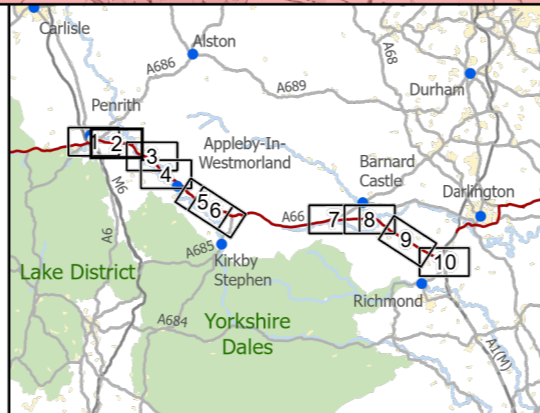 Carlisle
Alston
A686
A68
A689
Durham
Penrith
1
2
3
4
5
6
Appleby-In-
Westmorland
Barnard
Castle
Darlington
M6
A66
7
8
9
10
A6
A685
Kirkby
Stephen
Lake District
Richmond
A684
Yorkshire
Dales
A1(M)